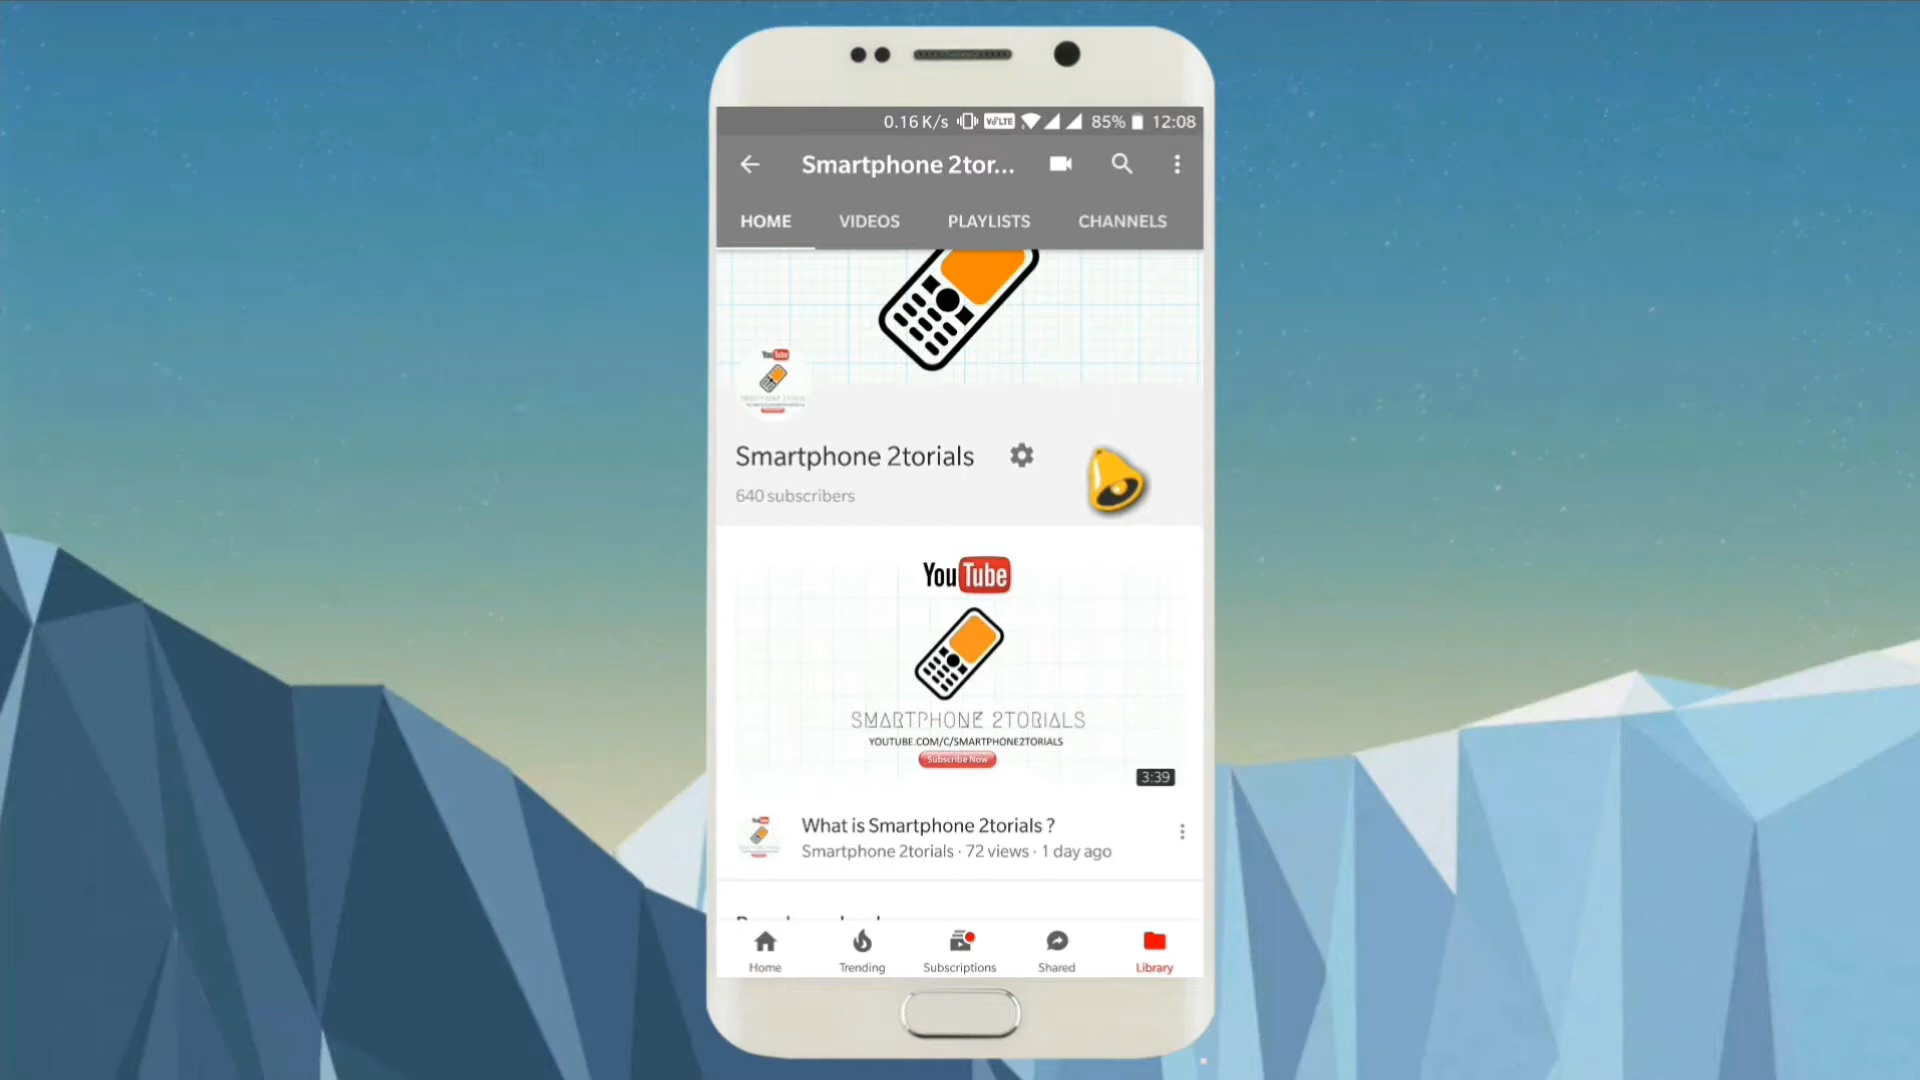 0.16 K/s VoLTE 85% 12:08
Smartphone 2tor...
HOME VIDEOS PLAYLISTS CHANNELS
YouTube
Smartphone 2torials
640 subscribers
YouTube
SMARTPHONE 2TORIALS
YOUTUBE.COM/C/SMARTPHONE2TORIALS
Subscribe Now
3:39
What is Smartphone 2torials ?
Smartphone 2torials · 72 views · 1 day ago
Home Trending Subscriptions Shared Library